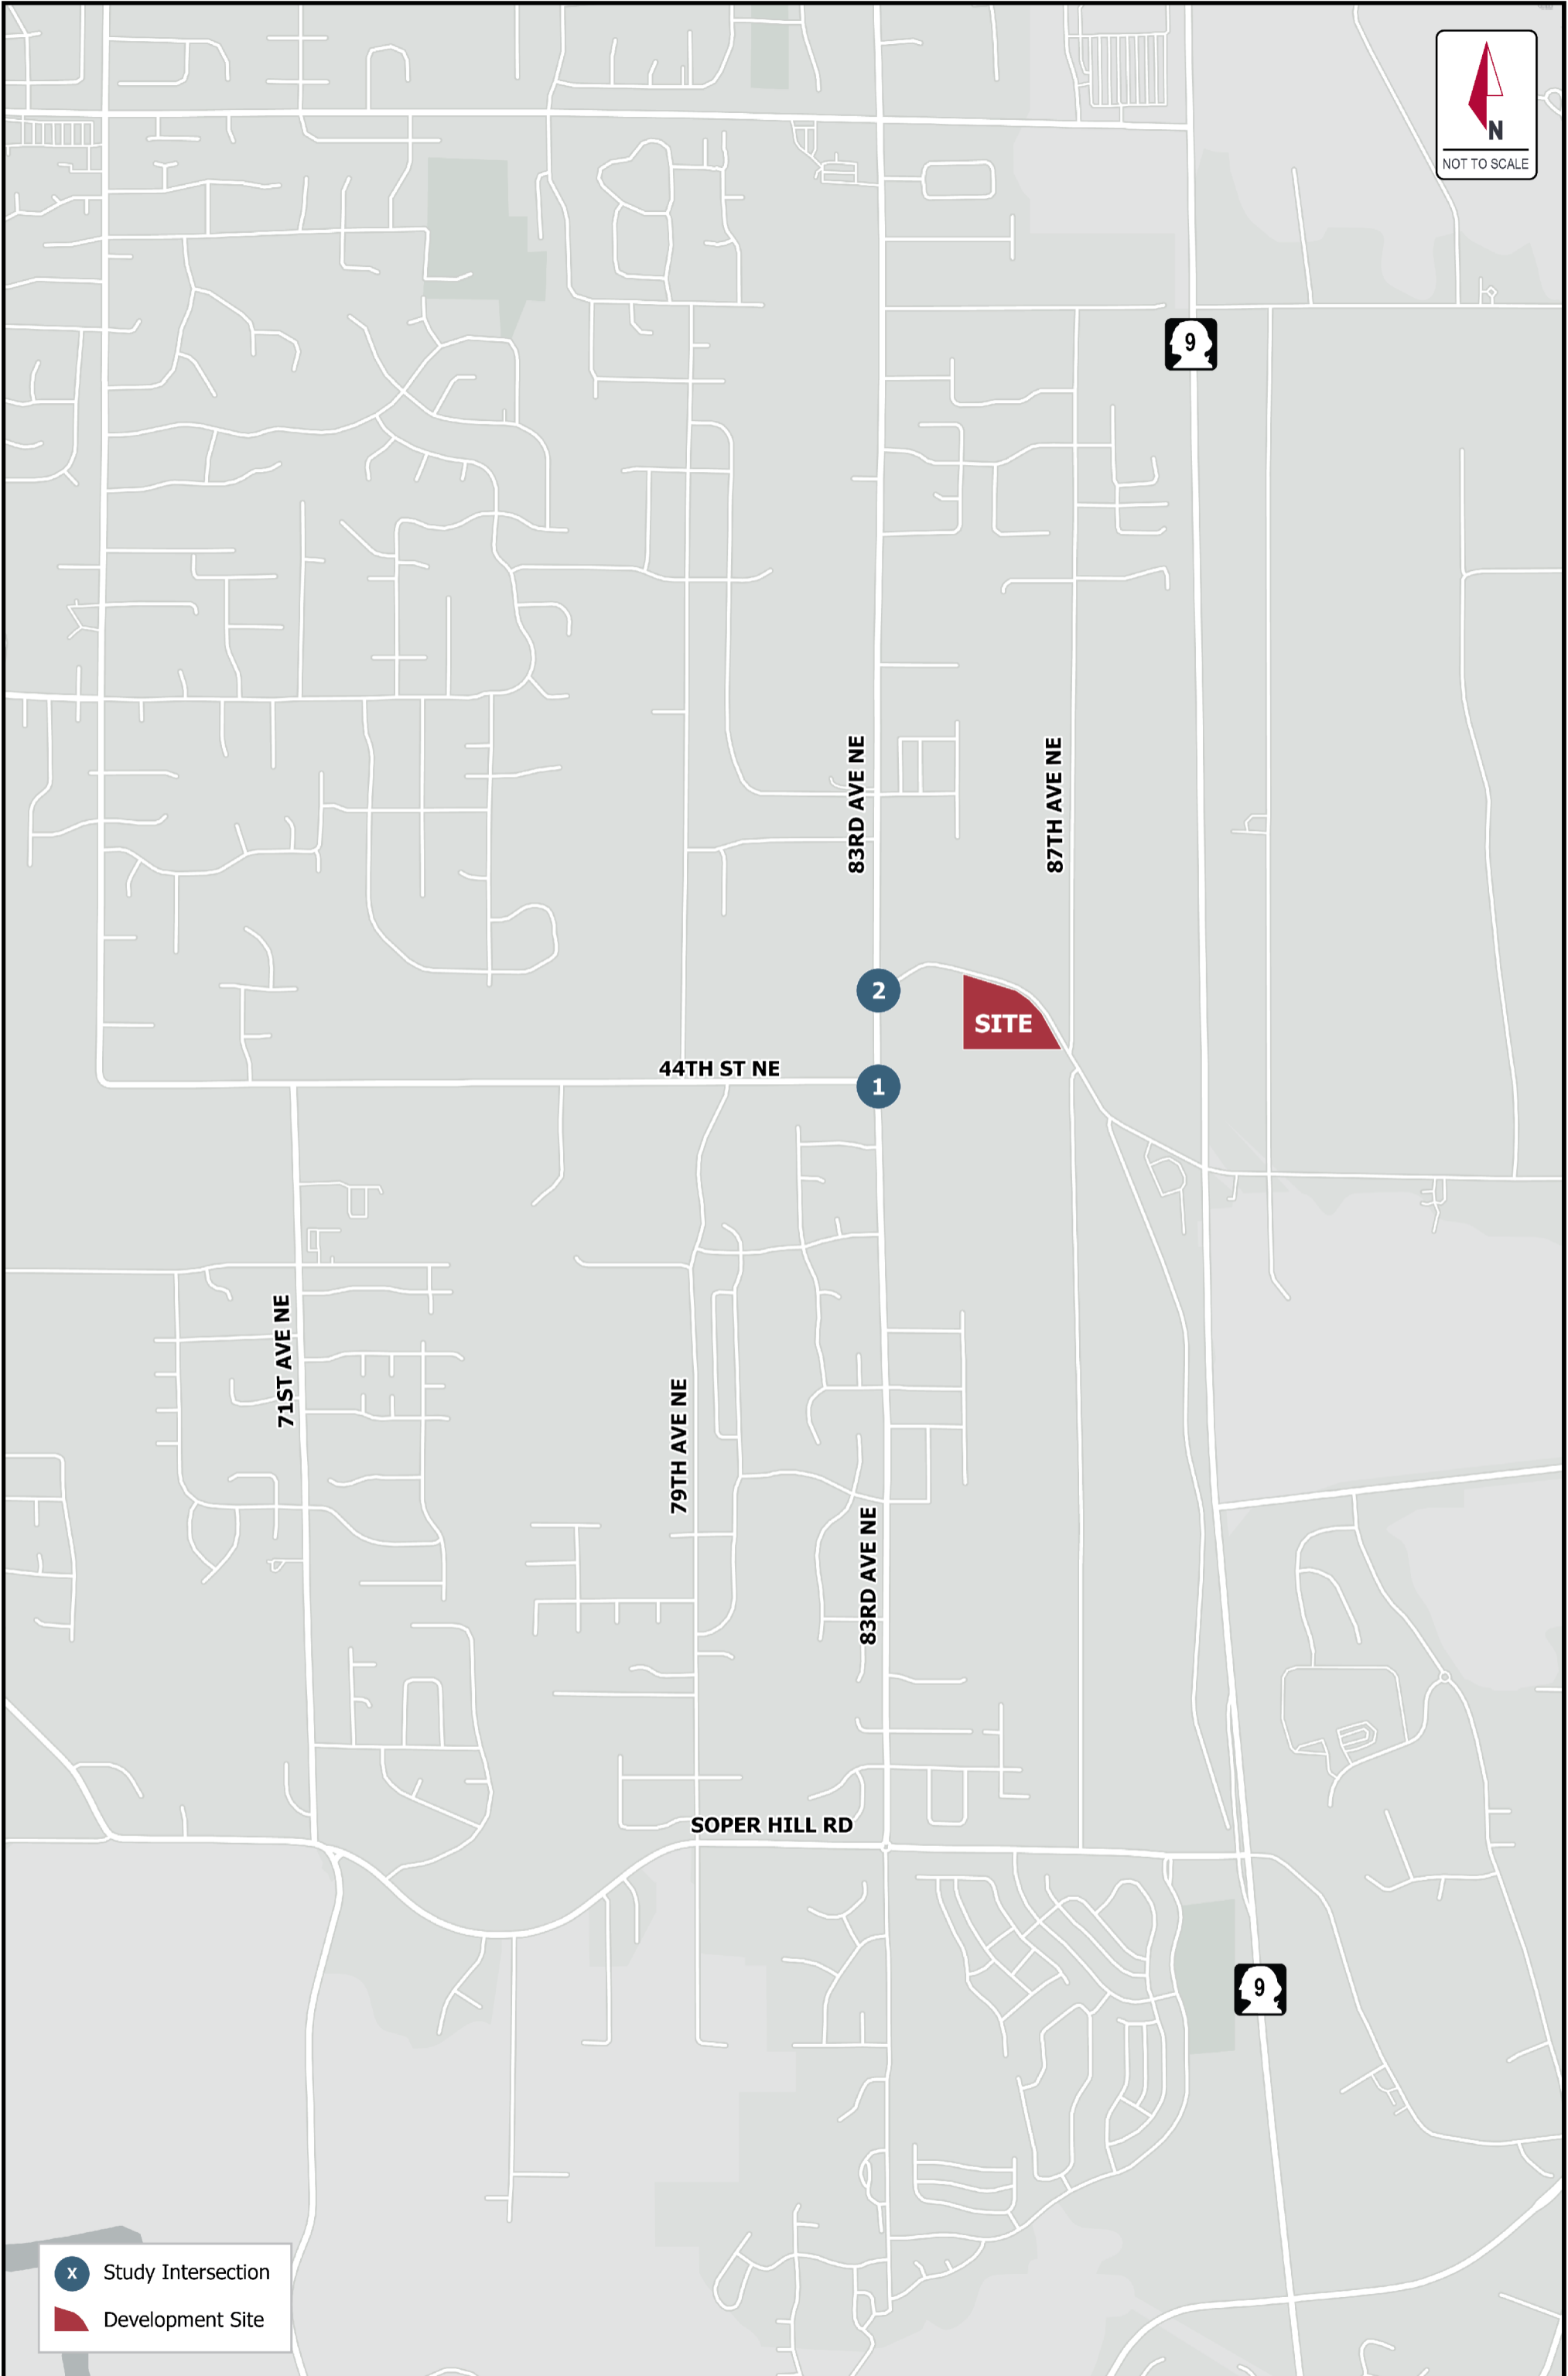 N
NOT TO SCALE
9
83RD AVE NE
87TH AVE NE
2
SITE
44TH ST NE
1
71ST AVE NE
79TH AVE NE
83RD AVE NE
SOPER HILL RD
9
X Study Intersection
Development Site